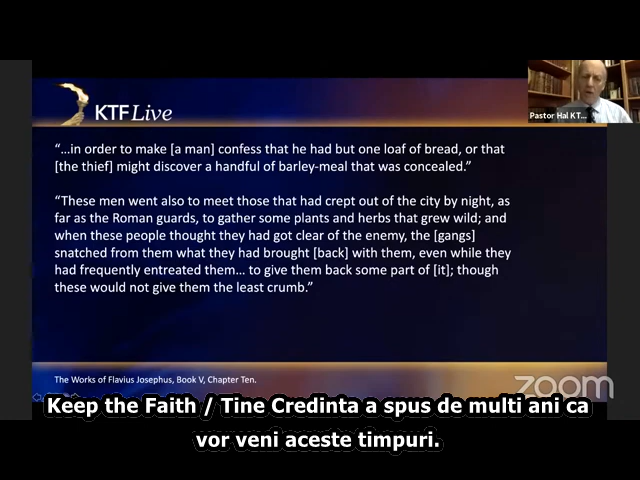 KTF Live
Pastor Hal KT...
“...in order to make [a man] confess that he had but one loaf of bread, or that
[the thief] might discover a handful of barley-meal that was concealed.”
“These men went also to meet those that had crept out of the city by night, as
far as the Roman guards, to gather some plants and herbs that grew wild; and
when these people thought they had got clear of the enemy, the [gangs]
snatched from them what they had brought [back] with them, even while they
had frequently entreated them... to give them back some part of [it]; though
these would not give them the least crumb.”
The Works of Flavius Josephus, Book V, Chapter Ten.
zoom
Keep the Faith / Tine Credinta a spus de multi ani ca
vor veni aceste timpuri.